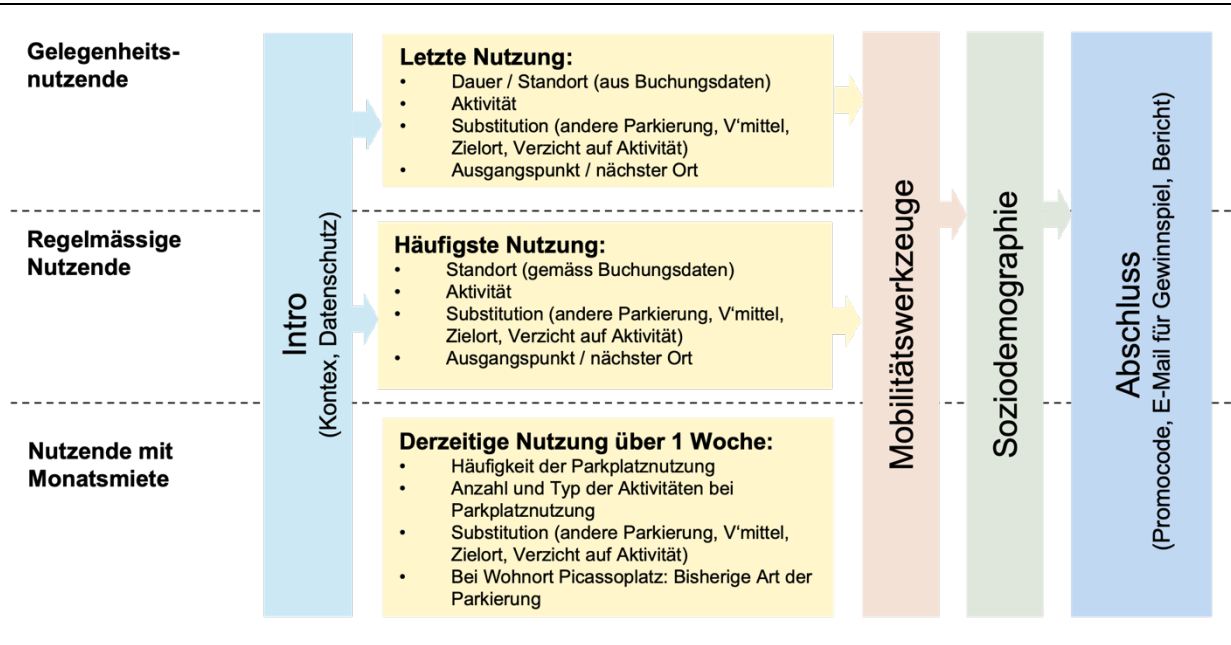 Gelegenheits-
nutzende
Regelmässige
Nutzende
Nutzende mit
Monatsmiete
Intro
(Kontex, Datenschutz)
Letzte Nutzung:
• Dauer / Standort (aus Buchungsdaten)
• Aktivität
• Substitution (andere Parkierung, V'mittel,
Zielort, Verzicht auf Aktivität)
• Ausgangspunkt / nächster Ort
Häufigste Nutzung:
• Standort (gemäss Buchungsdaten)
• Aktivität
• Substitution (andere Parkierung, V'mittel,
Zielort, Verzicht auf Aktivität)
• Ausgangspunkt / nächster Ort
Derzeitige Nutzung über 1 Woche:
• Häufigkeit der Parkplatznutzung
• Anzahl und Typ der Aktivitäten bei
Parkplatznutzung
• Substitution (andere Parkierung, V'mittel,
Zielort, Verzicht auf Aktivität)
• Bei Wohnort Picassoplatz: Bisherige Art der
Parkierung
Mobilitätswerkzeuge
Soziodemographie
Abschluss
(Promocode, E-Mail für Gewinnspiel, Bericht)